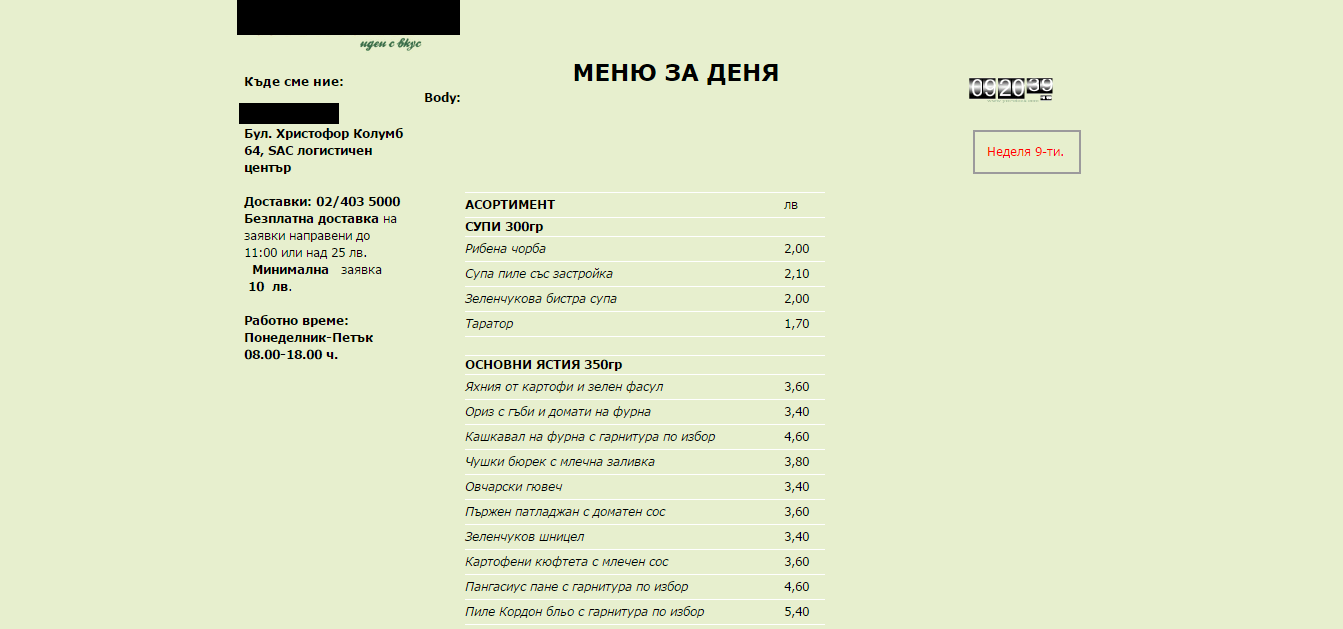 идеи с вкус
Къде сме ние:
Бул. Христофор Колумб
64, SAC логистичен
център
Доставки: 02/403 5000
Безплатна доставка на
заявки направени до
11:00 или над 25 лв.
Минимална заявка
10 лв.
Работно време:
Понеделник-Петък
08.00-18.00 ч.
Body:
МЕНЮ ЗА ДЕНЯ
АСОРТИМЕНТ лв
СУПИ 300гр
Рибена чорба 2,00
Супа пиле със застройка 2,10
Зеленчукова бистра супа 2,00
Таратор 1,70
ОСНОВНИ ЯСТИЯ 350гр
Яхния от картофи и зелен фасул 3,60
Ориз с гъби и домати на фурна 3,40
Кашкавал на фурна с гарнитура по избор 4,60
Чушки бюрек с млечна заливка 3,80
Овчарски гювеч 3,40
Пържен патладжан с доматен сос 3,60
Зеленчуков шницел 3,40
Картофени кюфтета с млечен сос 3,60
Пангасиус пане с гарнитура по избор 4,60
Пиле Кордон бльо с гарнитура по избор 5,40
092039
Неделя 9-ти.